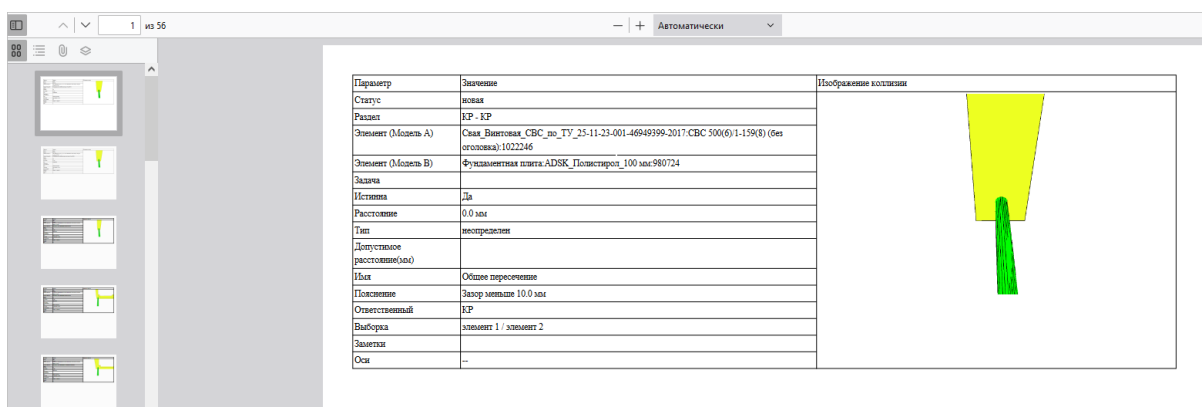 1 из 56
Автоматически
Параметр Значение Изображение коллизии
Статус новая
Раздел КР - КР
Элемент (Модель A) Свая_Винтовая_СВС_по_ТУ_25-11-23-001-46949399-2017:СВС 500(6)/1-159(8) (без
оголовка):1022246
Элемент (Модель B) Фундаментная плита:ADSK_Полистирол_100 мм:980724
Задача
Истинна Да
Расстояние 0.0 мм
Тип неопределен
Допустимое
расстояние(мм)
Имя Общее пересечение
Пояснение Зазор меньше 10.0 мм
Ответственный КР
Выборка элемент 1 / элемент 2
Заметки
Оси --